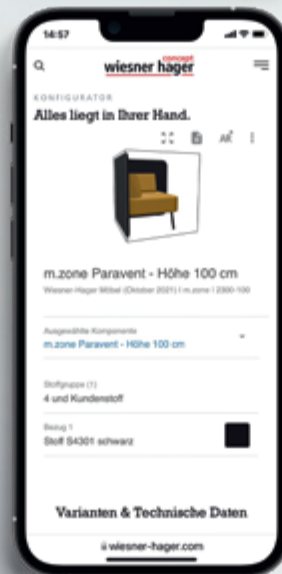 14:57
concept
wiesner hager
KONFIGURATOR
Alles liegt in Ihrer Hand.
AR
m.zone Paravent - Höhe 100 cm
Wiesner-Hager Möbel (Oktober 2021) I m.zone I 2300-100
Ausgewählte Komponente
m.zone Paravent - Höhe 100 cm
Stoffgruppe (1)
4 und Kundenstoff
Bezug 1
Stoff S4301 schwarz
Varianten & Technische Daten
wiesner-hager.com